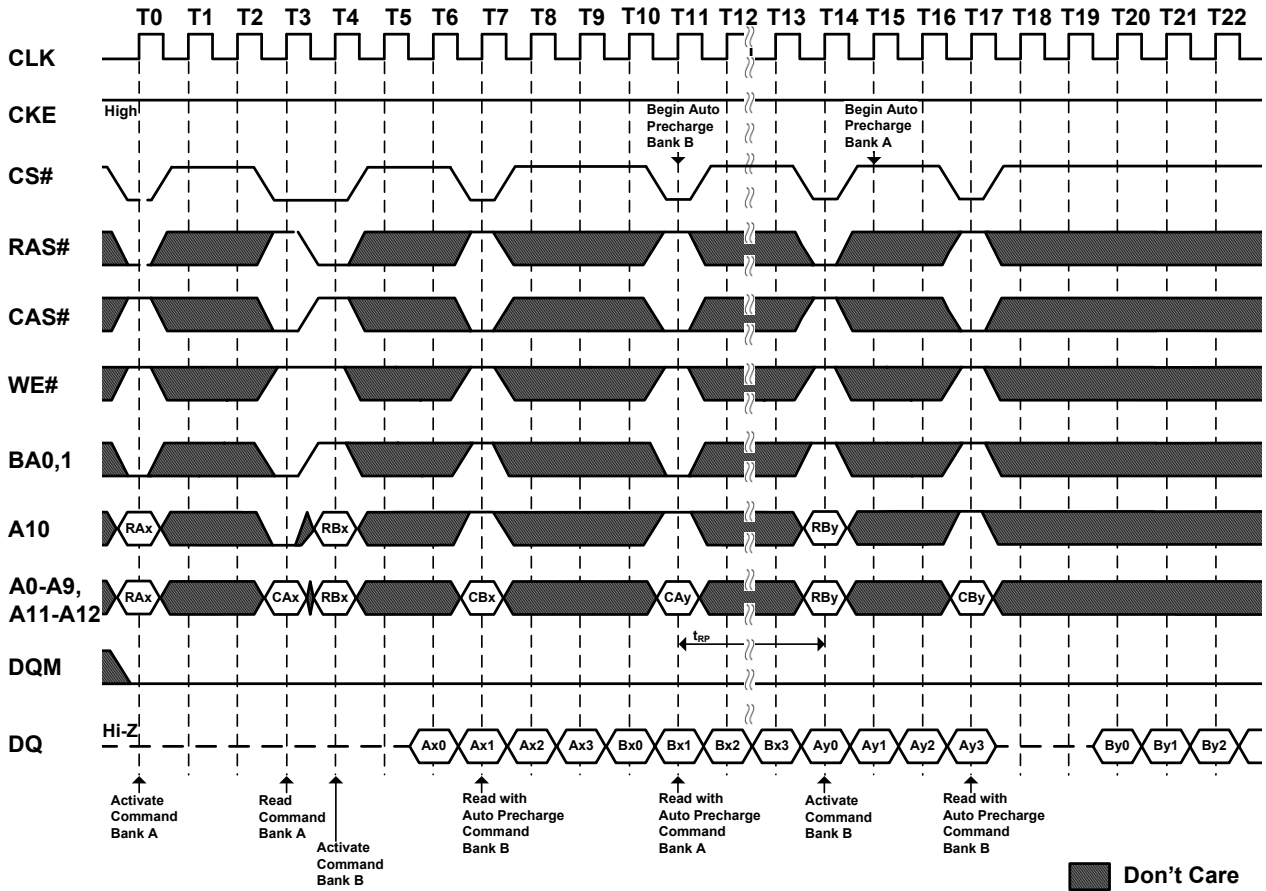 T0 T1 T2 T3 T4 T5 T6 T7 T8 T9 T10 T11 T12 T13 T14 T15 T16 T17 T18 T19 T20 T21 T22
CLK
CKE
High
Begin Auto
Precharge
Bank B
Begin Auto
Precharge
Bank A
CS#
RAS#
CAS#
WE#
BA0,1
A10
RAx RBx RBy
A0-A9,
A11-A12
RAx CAx RBx CBx CAy RBy CBy
tRP
DQM
DQ
Hi-Z
Ax0 Ax1 Ax2 Ax3 Bx0 Bx1 Bx2 Bx3 Ay0 Ay1 Ay2 Ay3 By0 By1 By2
Activate
Command
Bank A
Read
Command
Bank A
Activate
Command
Bank B
Read with
Auto Precharge
Command
Bank B
Read with
Auto Precharge
Command
Bank A
Activate
Command
Bank B
Read with
Auto Precharge
Command
Bank B
Don't Care